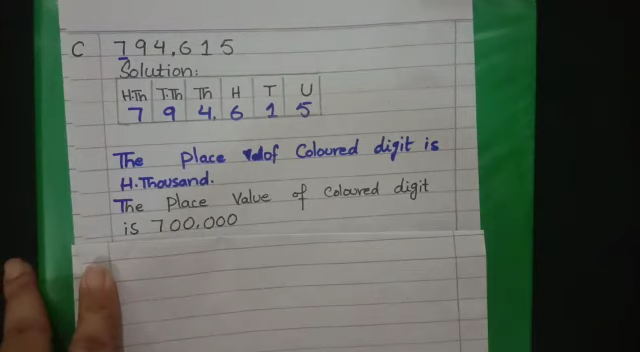 C 794,615
Solution:
H.Th T.Th Th H T U
7 9 4, 6 1 5
The place of Coloured digit is
H.Thousand.
The Place Value of Coloured digit
is 700,000